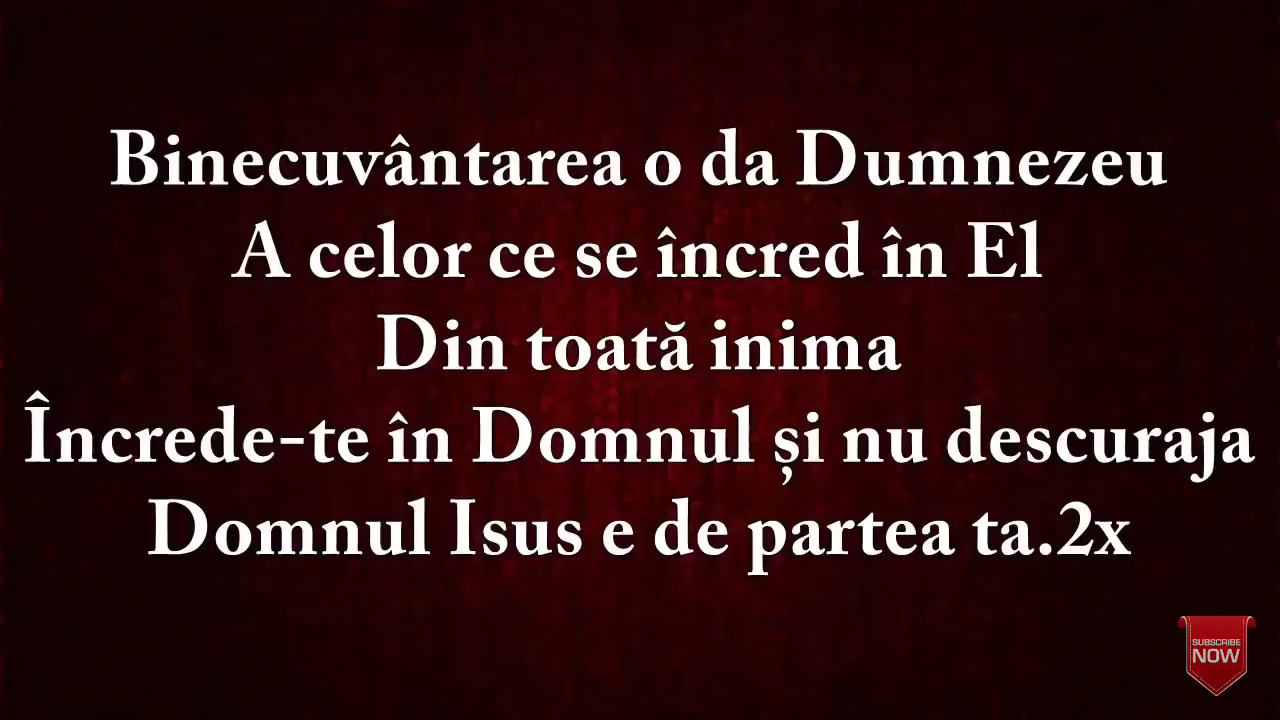 Binecuvântarea o da Dumnezeu
A celor ce se încred în El
Din toată inima
Încrede-te în Domnul și nu descuraja
Domnul Isus e de partea ta.2x
SUBSCRIBE
NOW